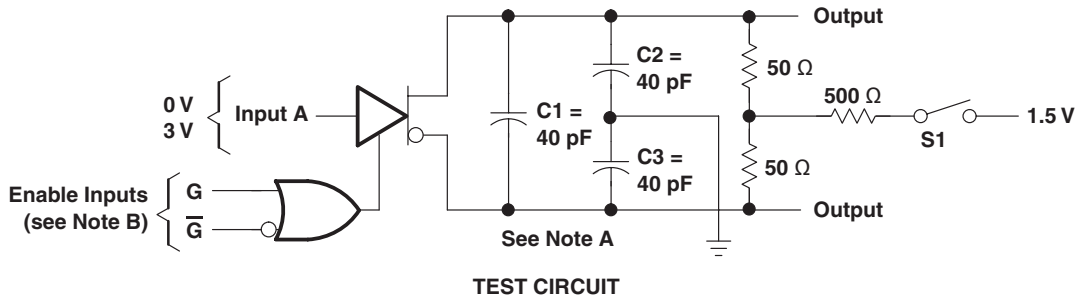 Output
C2 =
40 pF
50 Ω
500 Ω
0 V
3 V
Input A
C1 =
40 pF
1.5 V
S1
C3 =
40 pF
50 Ω
Enable Inputs
(see Note B)
G
G̅
Output
See Note A
TEST CIRCUIT